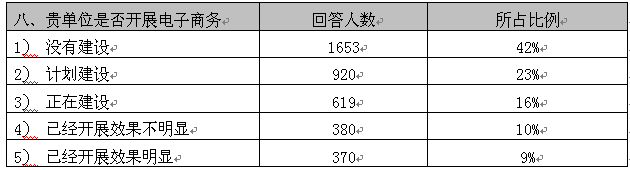 八、贵单位是否开展电子商务 回答人数 所占比例
1） 没有建设 1653 42%
2） 计划建设 920 23%
3） 正在建设 619 16%
4） 已经开展效果不明显 380 10%
5） 已经开展效果明显 370 9%